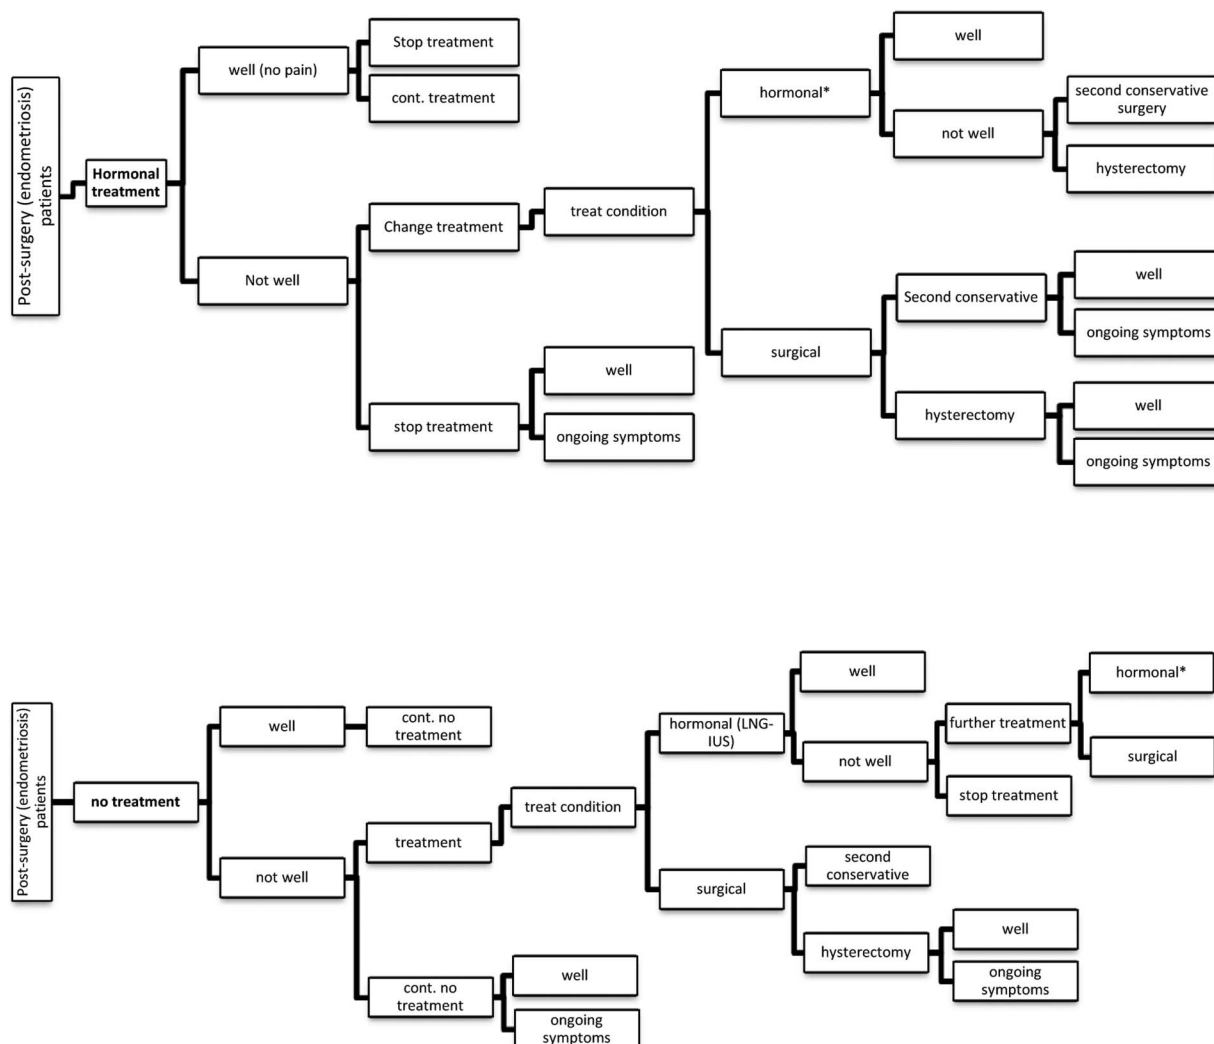 Post-surgery (endometriosis)
patients
Hormonal
treatment
well (no pain)
Stop treatment
cont. treatment
Not well
Change treatment
treat condition
hormonal*
well
not well
second conservative
surgery
hysterectomy
surgical
Second conservative
well
ongoing symptoms
hysterectomy
well
ongoing symptoms
stop treatment
well
ongoing symptoms
Post-surgery (endometriosis)
patients
no treatment
well
cont. no
treatment
not well
treatment
treat condition
hormonal (LNG-
IUS)
well
not well
further treatment
hormonal*
surgical
stop treatment
surgical
second
conservative
hysterectomy
well
ongoing
symptoms
cont. no
treatment
well
ongoing
symptoms